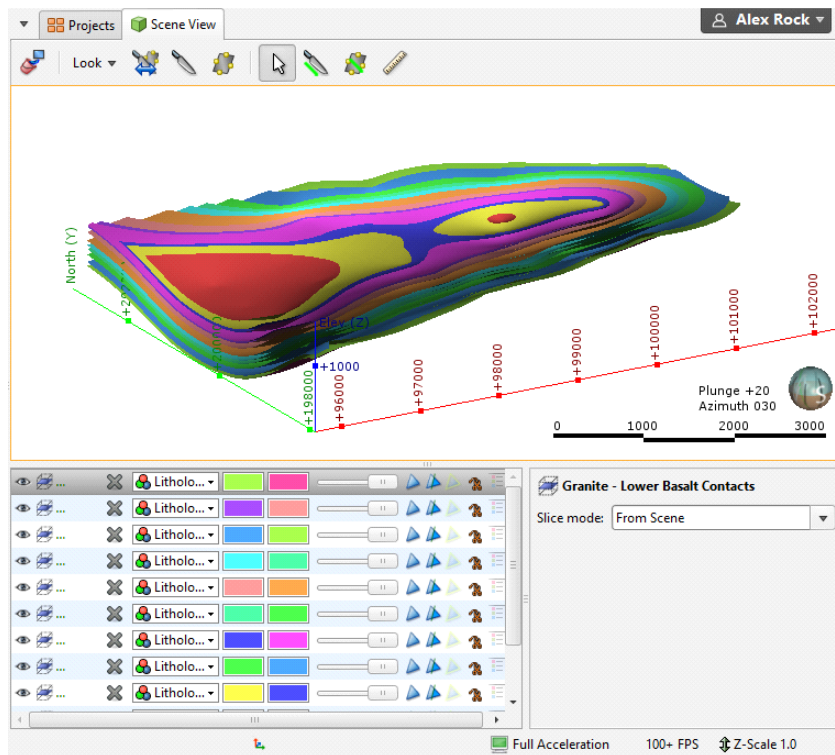 Projects
Scene View
Alex Rock
Look
North (Y)
Elev (Z)
+1000
+198000
+96000
+97000
+98000
+99000
+100000
+101000
+102000
Plunge +20
Azimuth 030
S
0 1000 2000 3000
... Litholo...
... Litholo...
... Litholo...
... Litholo...
... Litholo...
... Litholo...
... Litholo...
... Litholo...
... Litholo...
Granite - Lower Basalt Contacts
Slice mode: From Scene
Full Acceleration 100+ FPS Z-Scale 1.0